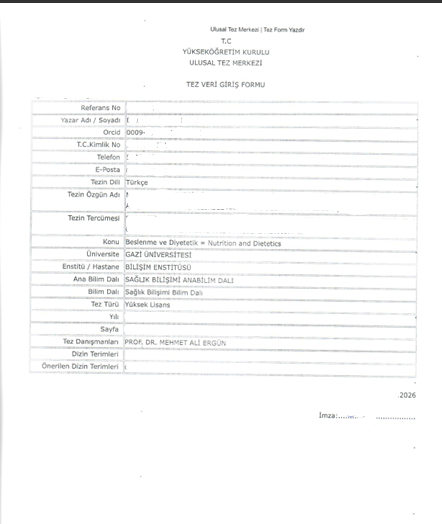 Ulusal Tez Merkezi | Tez Form Yazdır
T.C
YÜKSEKÖĞRETİM KURULU
ULUSAL TEZ MERKEZİ
TEZ VERİ GİRİŞ FORMU
Referans No
Yazar Adı / Soyadı
Orcid 0009-
T.C.Kimlik No
Telefon
E-Posta
Tezin Dili Türkçe
Tezin Özgün Adı
Tezin Tercümesi
Konu Beslenme ve Diyetetik = Nutrition and Dietetics
Üniversite GAZİ ÜNİVERSİTESİ
Enstitü / Hastane BİLİŞİM ENSTİTÜSÜ
Ana Bilim Dalı SAĞLIK BİLİŞİMİ ANABİLİM DALI
Bilim Dalı Sağlık Bilişimi Bilim Dalı
Tez Türü Yüksek Lisans
Yılı
Sayfa
Tez Danışmanları PROF. DR. MEHMET ALİ ERGÜN
Dizin Terimleri
Önerilen Dizin Terimleri
2026
İmza: